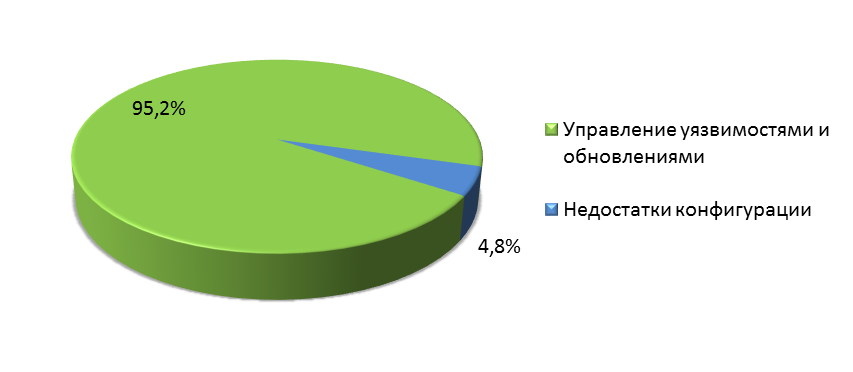 95,2%
Управление уязвимостями и
обновлениями
Недостатки конфигурации
4,8%